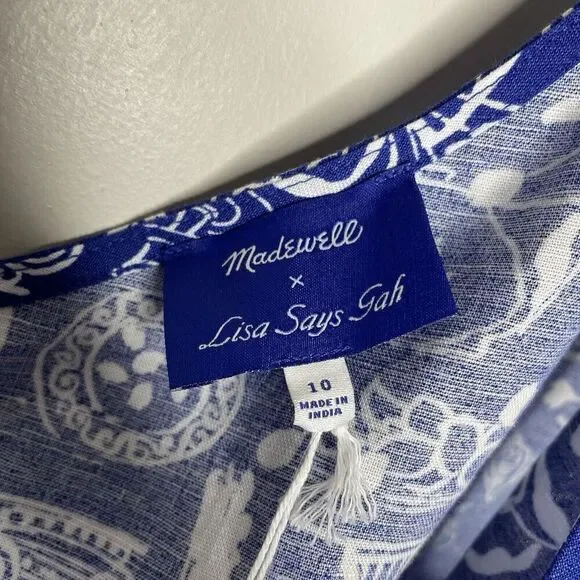 Madewell
×
Lisa Says Gah
10
MADE IN
INDIA